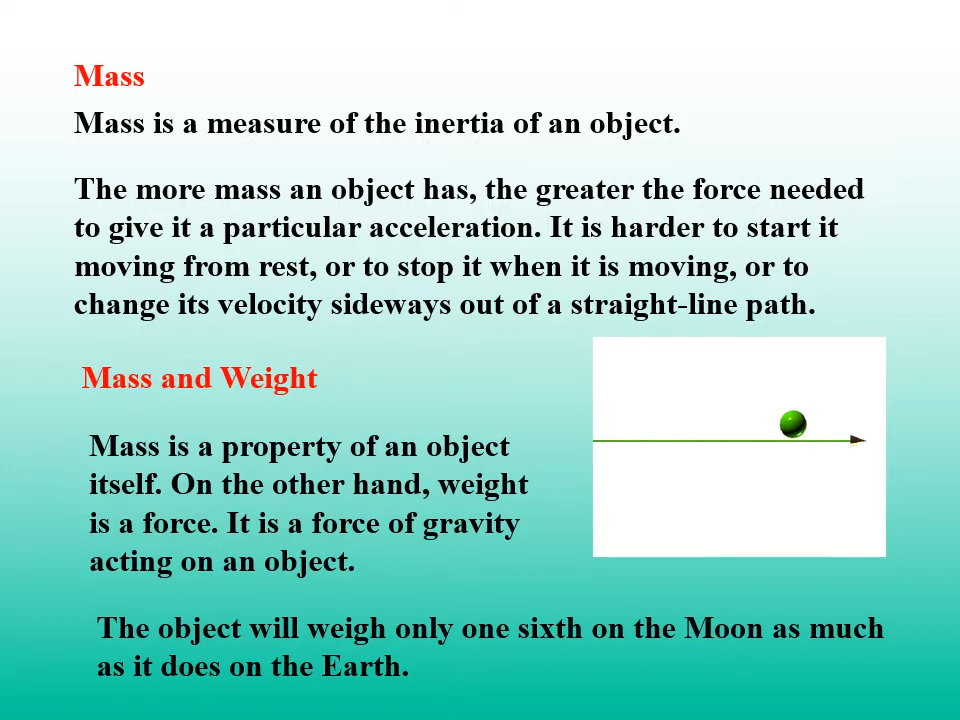 Mass
Mass is a measure of the inertia of an object.
The more mass an object has, the greater the force needed
to give it a particular acceleration. It is harder to start it
moving from rest, or to stop it when it is moving, or to
change its velocity sideways out of a straight-line path.
Mass and Weight
Mass is a property of an object
itself. On the other hand, weight
is a force. It is a force of gravity
acting on an object.
The object will weigh only one sixth on the Moon as much
as it does on the Earth.